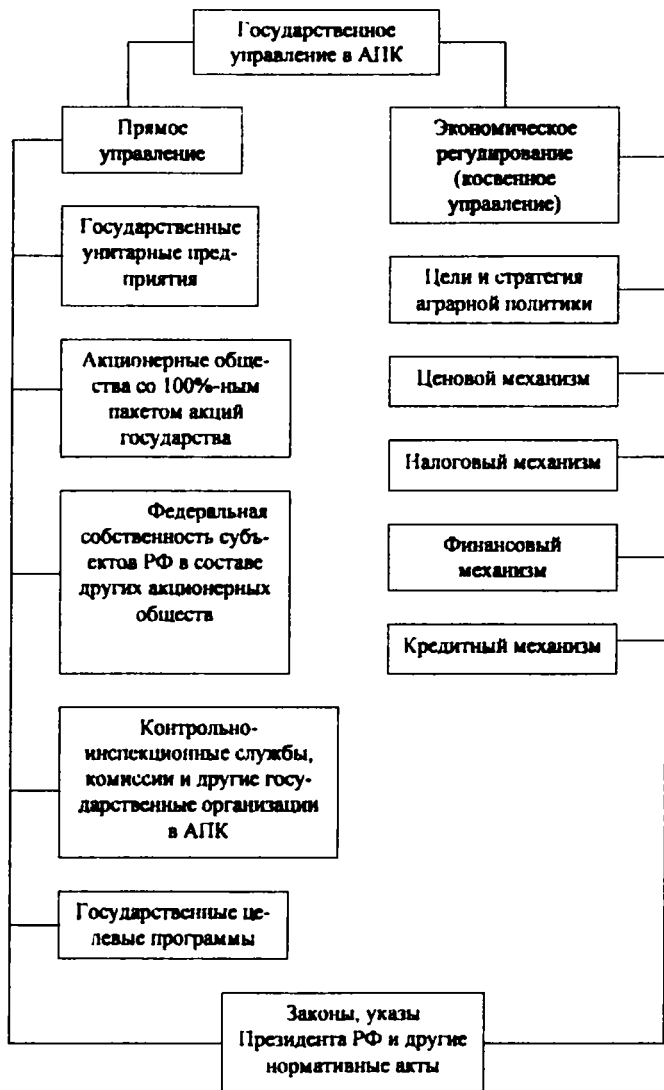 Государственное
управление в АПК
Прямое
управление
Государственные
унитарные пред-
приятия
Акционерные обще-
ства со 100%-ным
пакетом акций
государства
Федеральная
собственность субъ-
ектов РФ в составе
других акционерных
обществ
Контрольно-
инспекционные службы,
комиссии и другие госу-
дарственные организации
в АПК
Государственные це-
левые программы
Экономическое
регулирование
(косвенное
управление)
Цели и стратегия
аграрной политики
Ценовой механизм
Налоговый механизм
Финансовый
механизм
Кредитный механизм
Законы, указы
Президента РФ и другие
нормативные акты